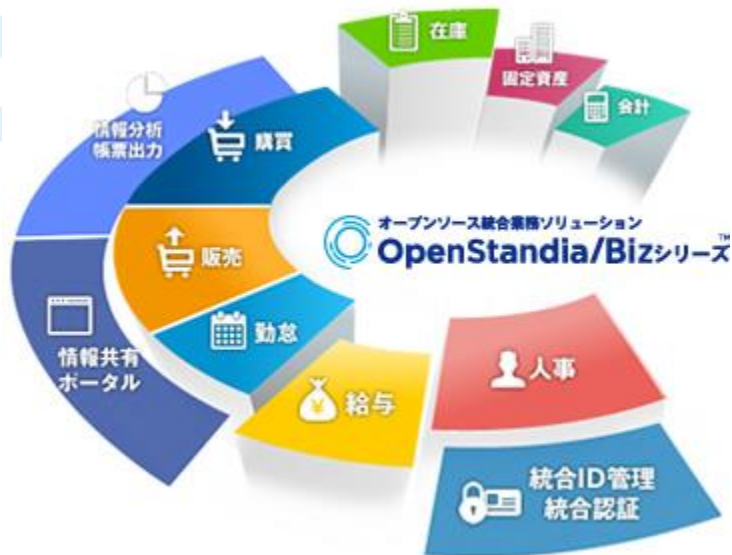 在庫
固定資産
会計
情報分析
帳票出力
購買
オープンソース統合業務ソリューション
OpenStandia/Bizシリーズ™
販売
勤怠
情報共有
ポータル
給与
¥
人事
統合ID管理
統合認証